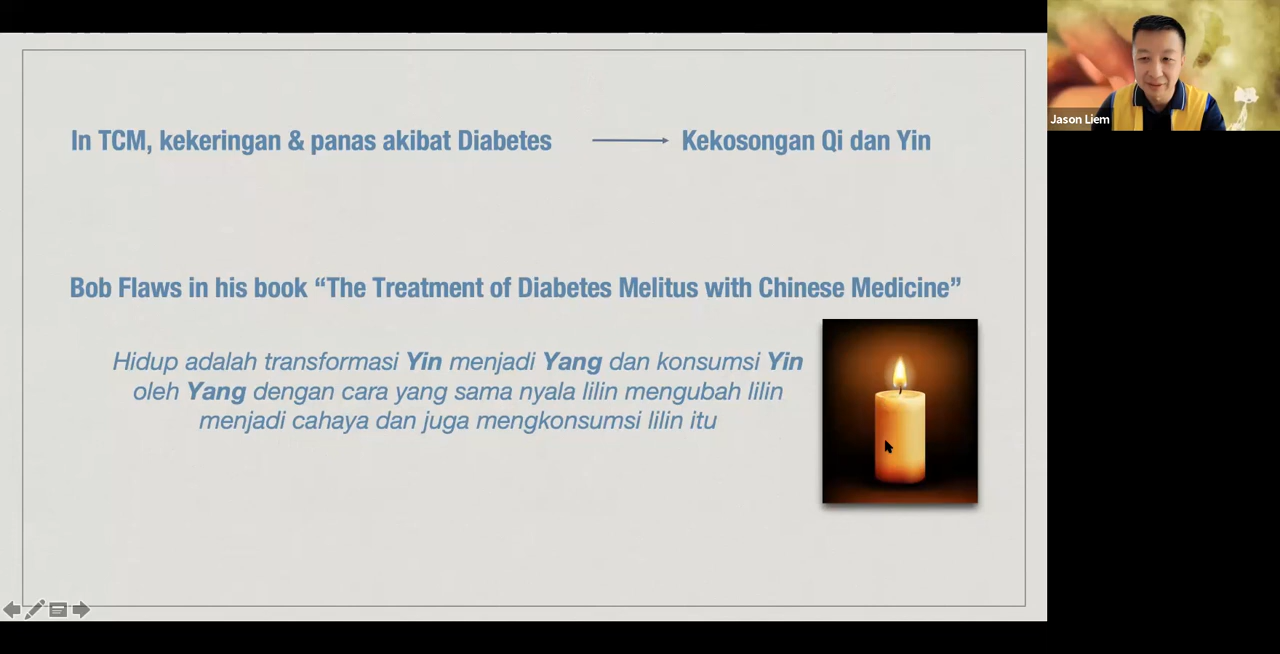 In TCM, kekeringan & panas akibat Diabetes
Kekosongan Qi dan Yin
Bob Flaws in his book “The Treatment of Diabetes Melitus with Chinese Medicine”
Hidup adalah transformasi Yin menjadi Yang dan konsumsi Yin
oleh Yang dengan cara yang sama nyala lilin mengubah lilin
menjadi cahaya dan juga mengkonsumsi lilin itu
Jason Liem